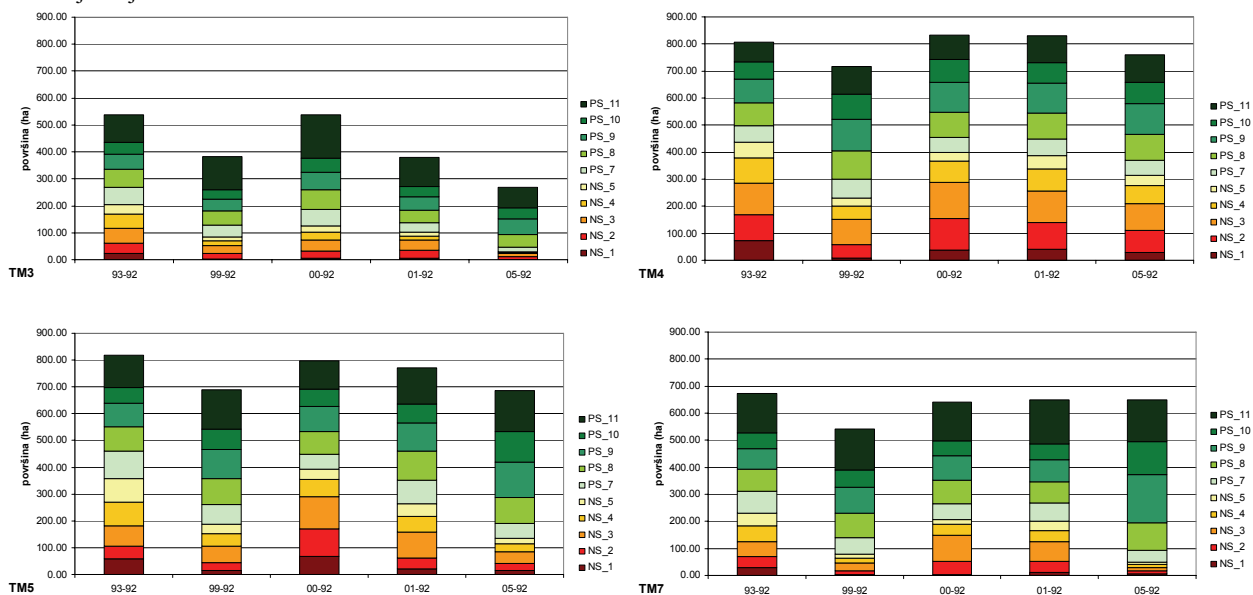 900.00
800.00
700.00
600.00
500.00
400.00
300.00
200.00
100.00
0.00
površina (ha)
TM3
93-92 99-92 00-92 01-92 05-92
PS_11
PS_10
PS_9
PS_8
PS_7
NS_5
NS_4
NS_3
NS_2
NS_1
900.00
800.00
700.00
600.00
500.00
400.00
300.00
200.00
100.00
0.00
površina (ha)
TM4
93-92 99-92 00-92 01-92 05-92
PS_11
PS_10
PS_9
PS_8
PS_7
NS_5
NS_4
NS_3
NS_2
NS_1
900.00
800.00
700.00
600.00
500.00
400.00
300.00
200.00
100.00
0.00
površina (ha)
TM5
93-92 99-92 00-92 01-92 05-92
PS_11
PS_10
PS_9
PS_8
PS_7
NS_5
NS_4
NS_3
NS_2
NS_1
900.00
800.00
700.00
600.00
500.00
400.00
300.00
200.00
100.00
0.00
površina (ha)
TM7
93-92 99-92 00-92 01-92 05-92
PS_11
PS_10
PS_9
PS_8
PS_7
NS_5
NS_4
NS_3
NS_2
NS_1